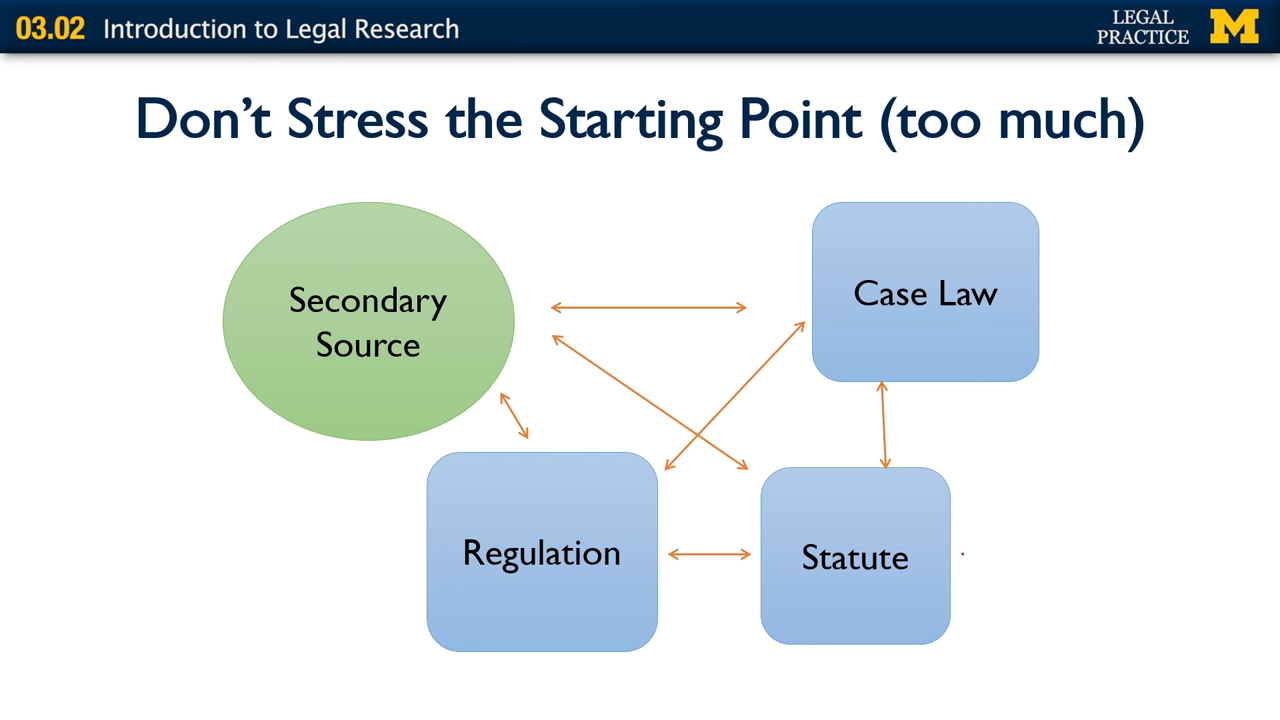 03.02 Introduction to Legal Research
LEGAL
PRACTICE
M
Don’t Stress the Starting Point (too much)
Secondary
Source
Case Law
Regulation
Statute